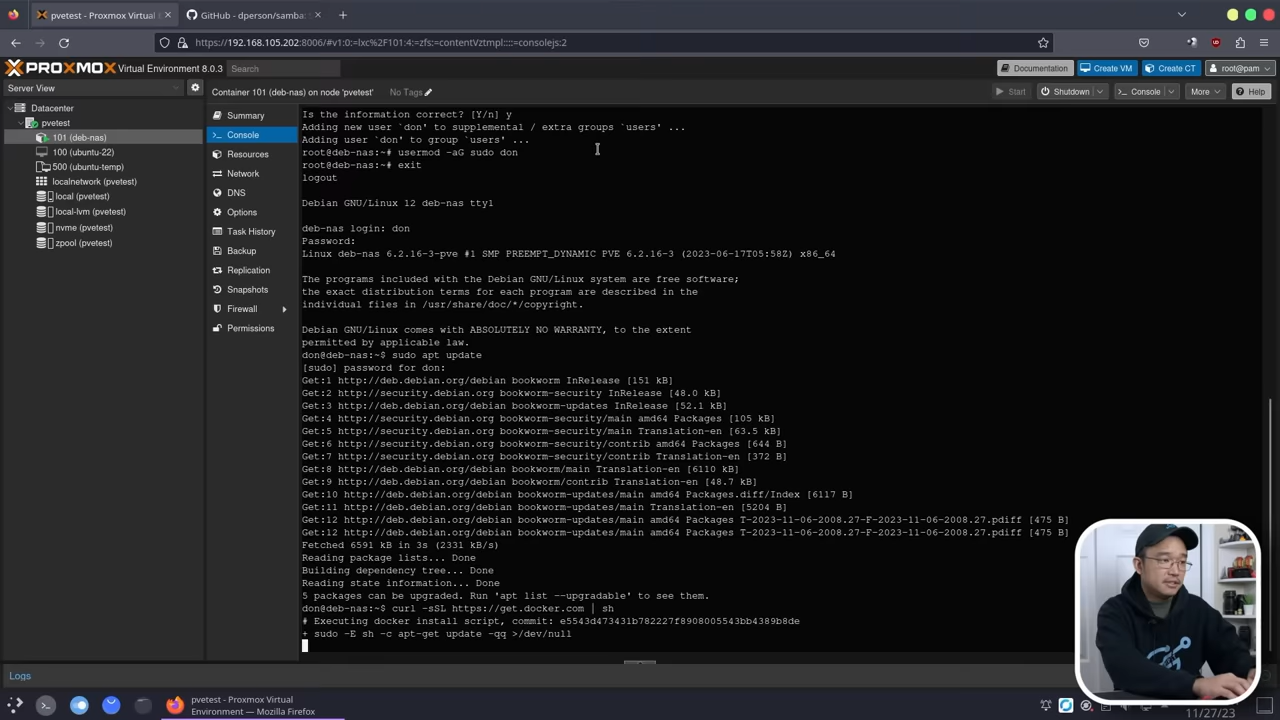 pvetest - Proxmox Virtual E
GitHub - dperson/samba:
https://192.168.105.202:8006/#v1:0:=lxc%2F101:4:=zfs:=contentVztmpl::::=consolejs:2
PROXMOX Virtual Environment 8.0.3
Search
Documentation
Create VM
Create CT
root@pam
Server View
Container 101 (deb-nas) on node 'pvetest'
No Tags
Start
Shutdown
Console
More
Help
Datacenter
pvetest
101 (deb-nas)
100 (ubuntu-22)
500 (ubuntu-temp)
localnetwork (pvetest)
local (pvetest)
local-lvm (pvetest)
nvme (pvetest)
zpool (pvetest)
Summary
Console
Resources
Network
DNS
Options
Task History
Backup
Replication
Snapshots
Firewall
Permissions
Is the information correct? [Y/n] y
Adding new user `don' to supplemental / extra groups `users' ...
Adding user `don' to group `users' ...
root@deb-nas:~# usermod -aG sudo don
root@deb-nas:~# exit
logout
Debian GNU/Linux 12 deb-nas tty1
deb-nas login: don
Password:
Linux deb-nas 6.2.16-3-pve #1 SMP PREEMPT_DYNAMIC PVE 6.2.16-3 (2023-06-17T05:58Z) x86_64
The programs included with the Debian GNU/Linux system are free software;
the exact distribution terms for each program are described in the
individual files in /usr/share/doc/*/copyright.
Debian GNU/Linux comes with ABSOLUTELY NO WARRANTY, to the extent
permitted by applicable law.
don@deb-nas:~$ sudo apt update
[sudo] password for don:
Get:1 http://deb.debian.org/debian bookworm InRelease [151 kB]
Get:2 http://security.debian.org bookworm-security InRelease [48.0 kB]
Get:3 http://deb.debian.org/debian bookworm-updates InRelease [52.1 kB]
Get:4 http://security.debian.org bookworm-security/main amd64 Packages [105 kB]
Get:5 http://security.debian.org bookworm-security/main Translation-en [63.5 kB]
Get:6 http://security.debian.org bookworm-security/contrib amd64 Packages [644 B]
Get:7 http://security.debian.org bookworm-security/contrib Translation-en [372 B]
Get:8 http://deb.debian.org/debian bookworm/main Translation-en [6110 kB]
Get:9 http://deb.debian.org/debian bookworm/contrib Translation-en [48.7 kB]
Get:10 http://deb.debian.org/debian bookworm-updates/main amd64 Packages.diff/Index [6117 B]
Get:11 http://deb.debian.org/debian bookworm-updates/main Translation-en [5204 B]
Get:12 http://deb.debian.org/debian bookworm-updates/main amd64 Packages T-2023-11-06-2008.27-F-2023-11-06-2008.27.pdiff [475 B]
Get:12 http://deb.debian.org/debian bookworm-updates/main amd64 Packages T-2023-11-06-2008.27-F-2023-11-06-2008.27.pdiff [475 B]
Fetched 6591 kB in 3s (2331 kB/s)
Reading package lists... Done
Building dependency tree... Done
Reading state information... Done
5 packages can be upgraded. Run 'apt list --upgradable' to see them.
don@deb-nas:~$ curl -sSL https://get.docker.com | sh
# Executing docker install script, commit: e5543d473431b782227f8908005543bb4389b8de
+ sudo -E sh -c apt-get update -qq >/dev/null
Logs
pvetest - Proxmox Virtual
Environment — Mozilla Firefox
11/27/23